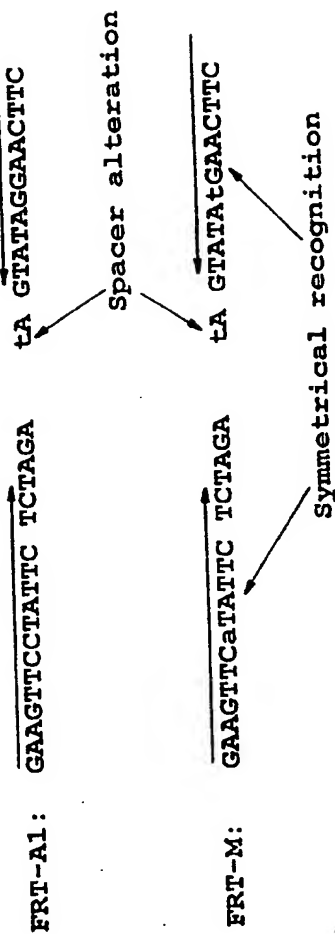 FRT-A1: GAAGTTCCTATTC TCTAGA tA GTATAGGAACTTC
Spacer alteration
FRT-M: GAAGTTCaTATTC TCTAGA tA GTATAtGAACTTC
Symmetrical recognition